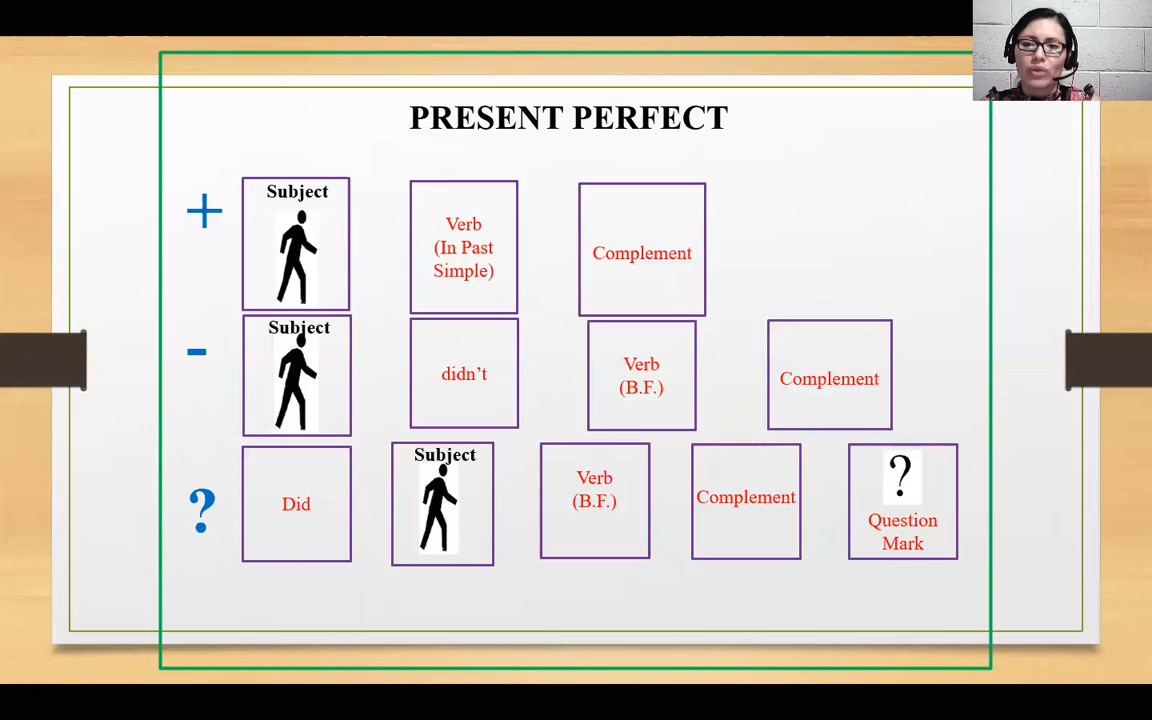 PRESENT PERFECT
+
Subject
Verb
(In Past
Simple)
Complement
-
Subject
didn't
Verb
(B.F.)
Complement
?
Did
Subject
Verb
(B.F.)
Complement
?
Question
Mark